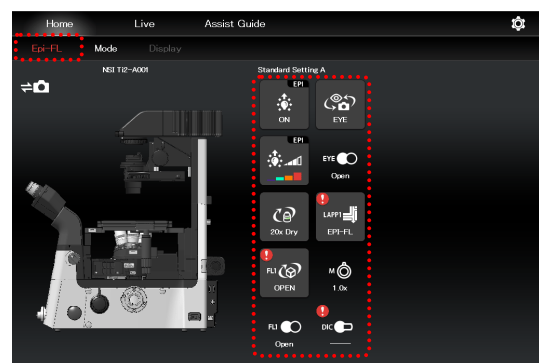 Home Live Assist Guide
Epi-FL Mode Display
NSI Ti2-A001 Standard Setting A
EPI
ON EYE
EPI
EYE
Open
LAPP1
20x Dry EPI-FL
FL1 M
OPEN 1.0x
FL1 DIC
Open